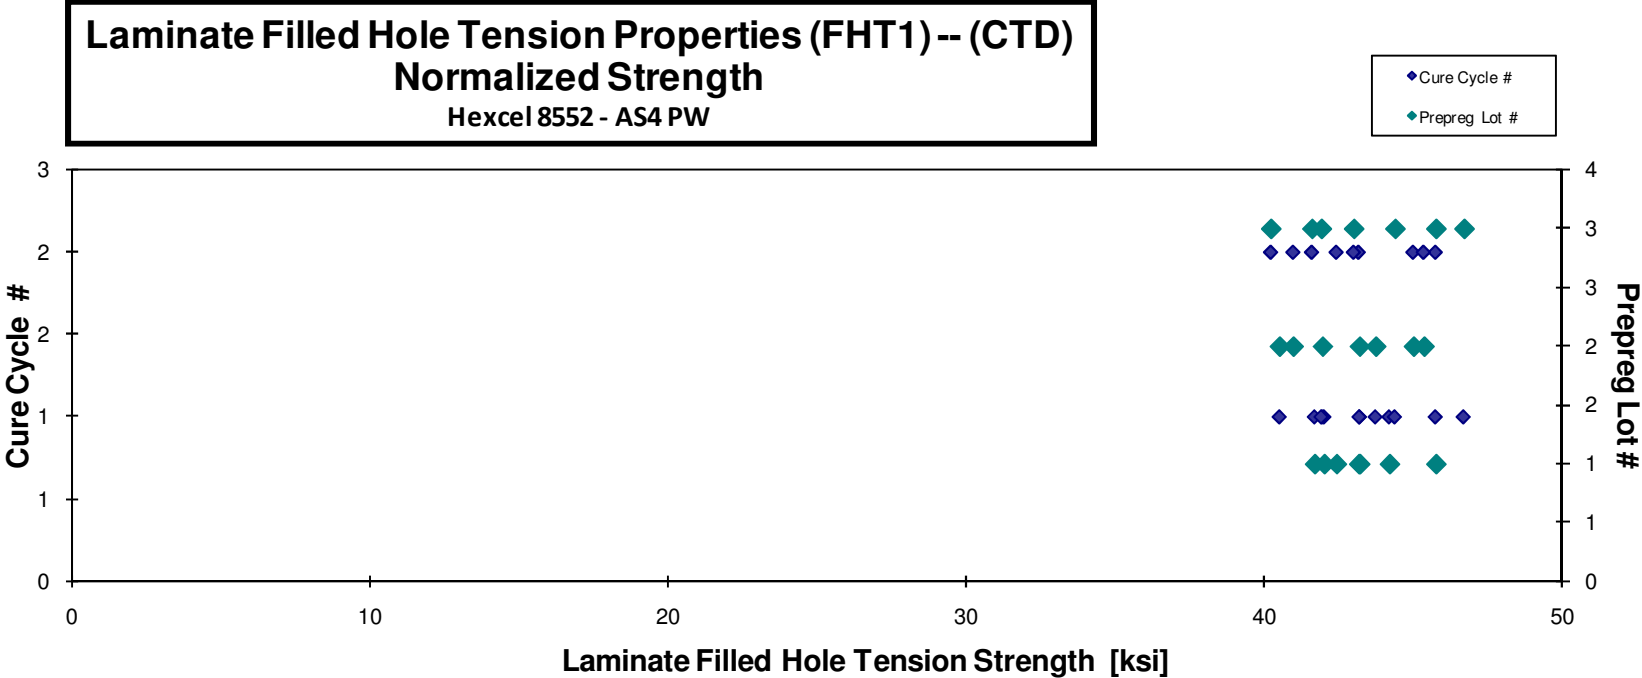 Laminate Filled Hole Tension Properties (FHT1) -- (CTD)
Normalized Strength
Hexcel 8552 - AS4 PW
Cure Cycle #
Prepreg Lot #
3
2
2
1
1
0
Cure Cycle #
4
3
3
2
2
1
1
0
Prepreg Lot #
0 10 20 30 40 50
Laminate Filled Hole Tension Strength [ksi]